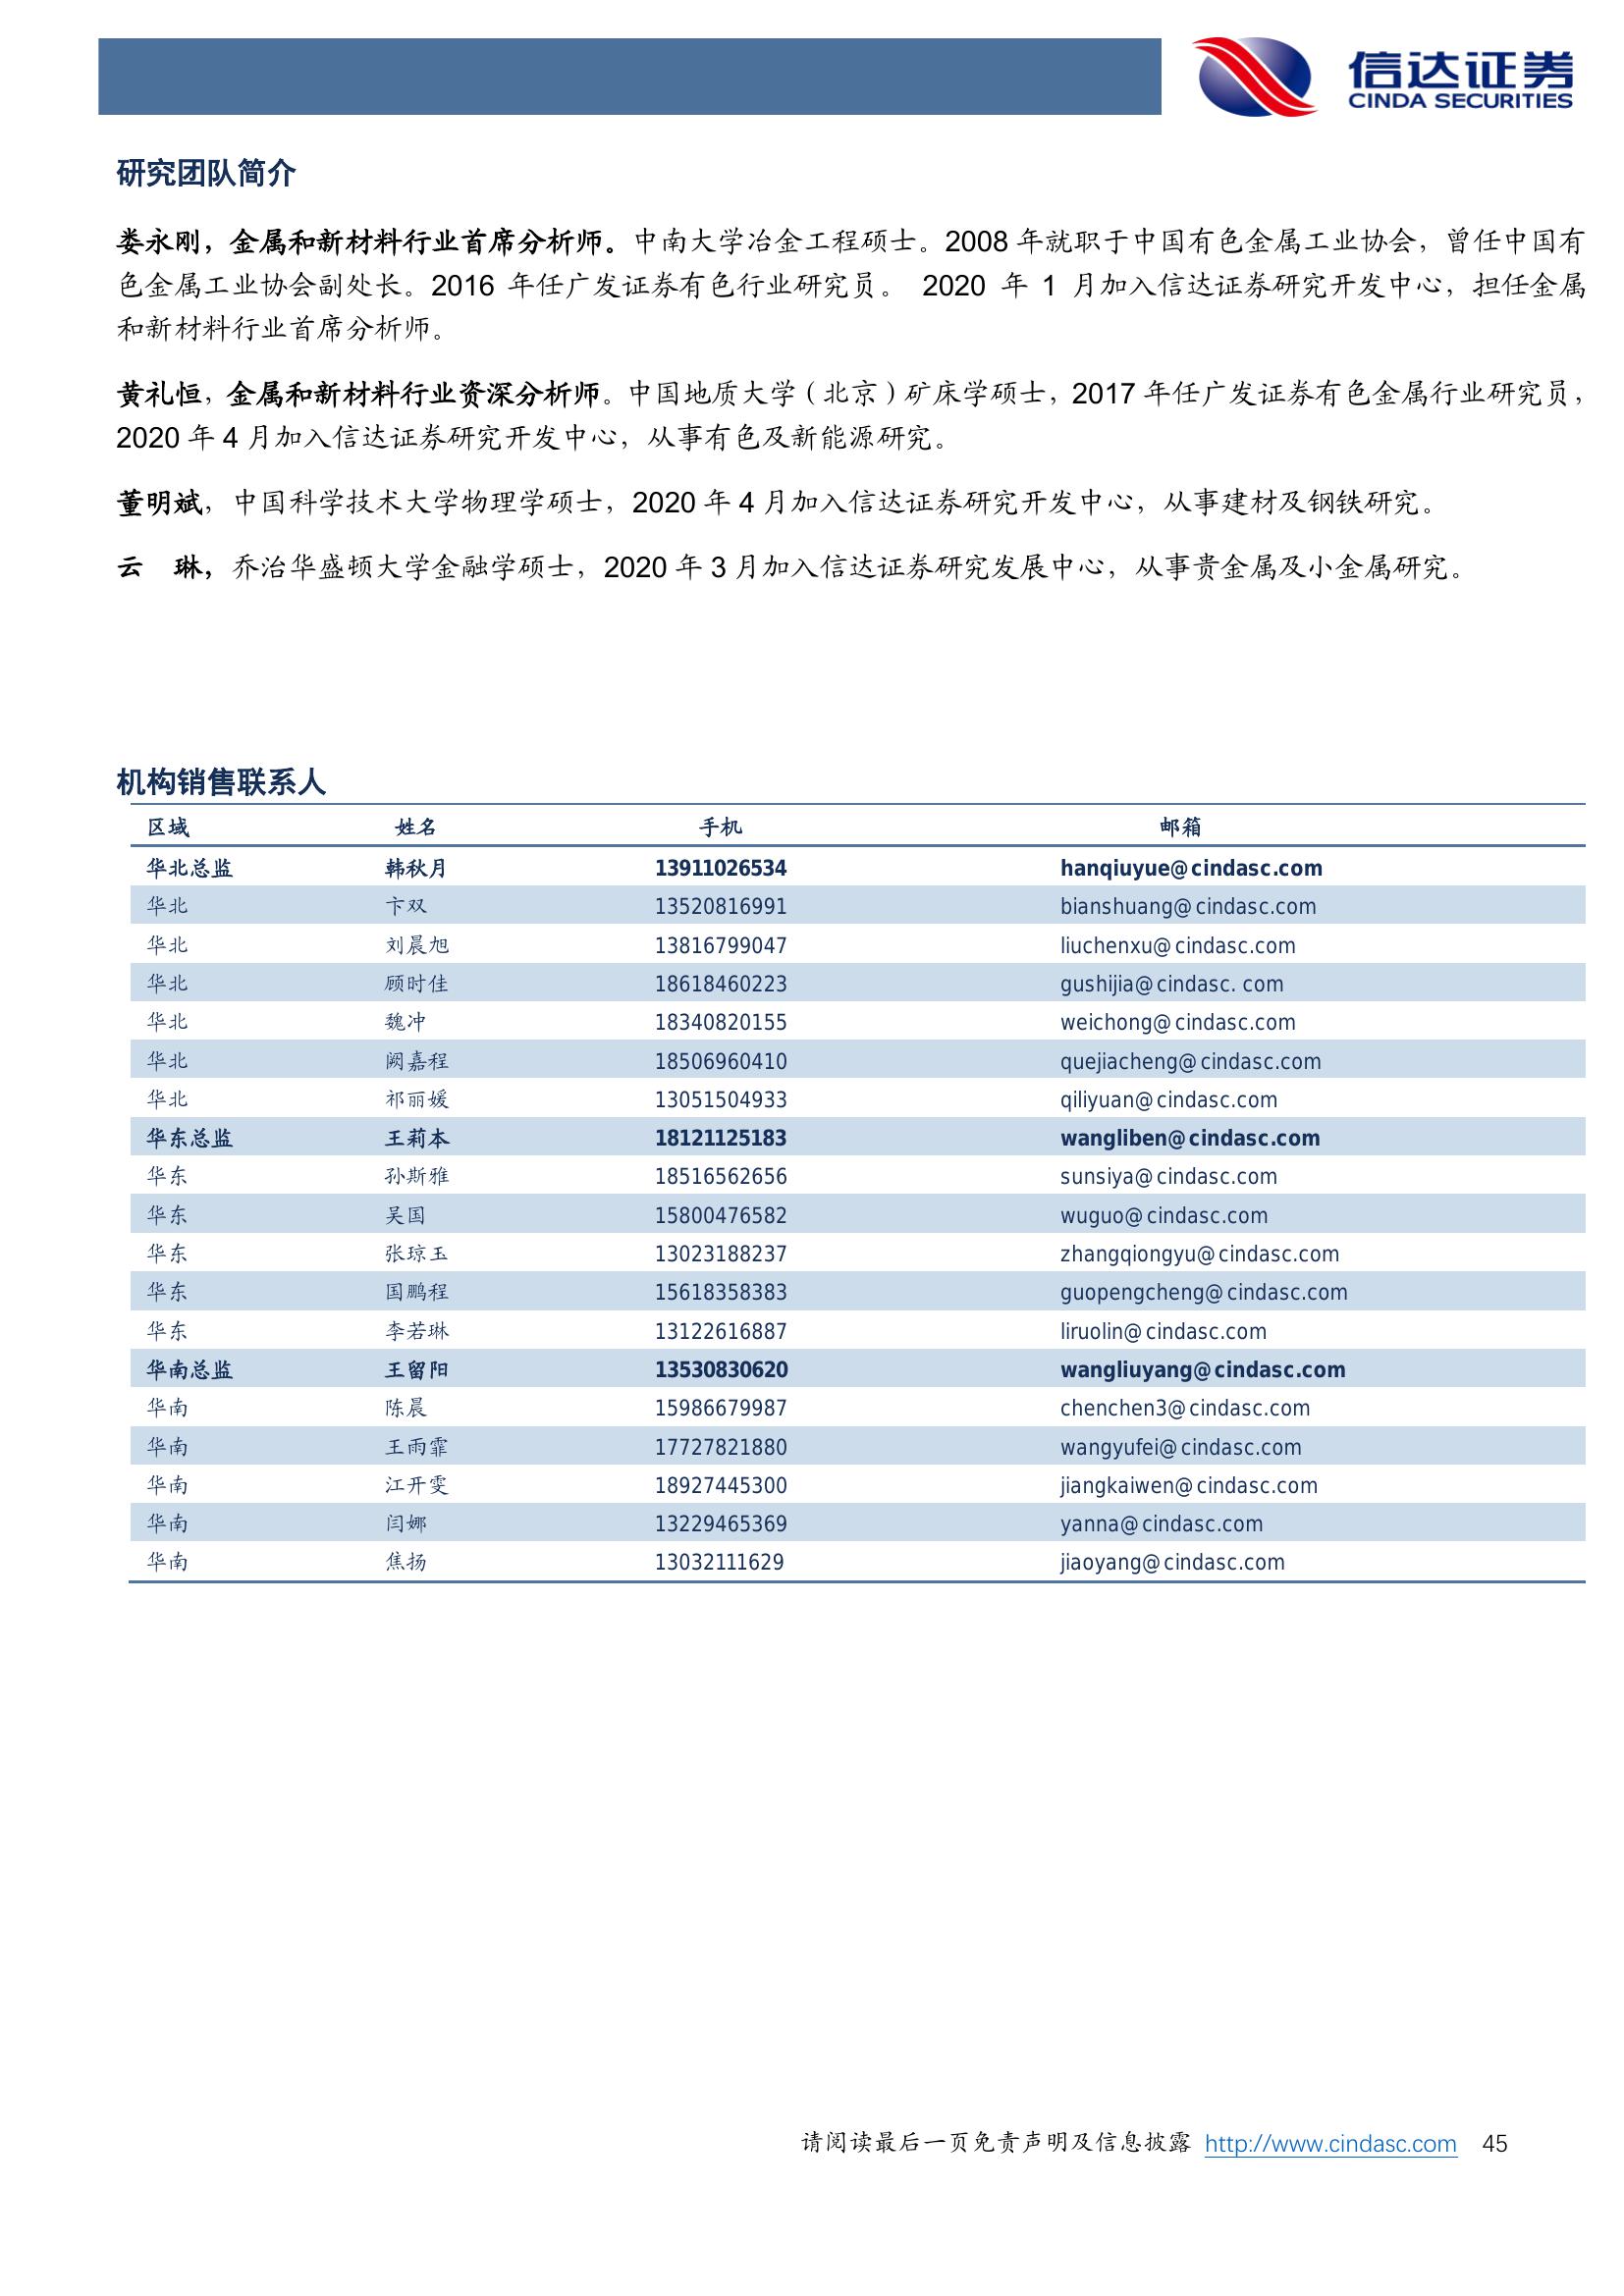 信达证券
CINDA SECURITIES
研究团队简介
娄永刚，金属和新材料行业首席分析师。中南大学冶金工程硕士。2008 年就职于中国有色金属工业协会，曾任中国有
色金属工业协会副处长。2016 年任广发证券有色行业研究员。 2020 年 1 月加入信达证券研究开发中心，担任金属
和新材料行业首席分析师。
黄礼恒，金属和新材料行业资深分析师。中国地质大学（北京）矿床学硕士，2017 年任广发证券有色金属行业研究员，
2020 年 4 月加入信达证券研究开发中心，从事有色及新能源研究。
董明斌，中国科学技术大学物理学硕士，2020 年 4 月加入信达证券研究开发中心，从事建材及钢铁研究。
云 琳，乔治华盛顿大学金融学硕士，2020 年 3 月加入信达证券研究发展中心，从事贵金属及小金属研究。
机构销售联系人
区域 姓名 手机 邮箱
华北总监 韩秋月 13911026534 hanqiuyue@cindasc.com
华北 卞双 13520816991 bianshuang@cindasc.com
华北 刘晨旭 13816799047 liuchenxu@cindasc.com
华北 顾时佳 18618460223 gushijia@cindasc. com
华北 魏冲 18340820155 weichong@cindasc.com
华北 阙嘉程 18506960410 quejiacheng@cindasc.com
华北 祁丽媛 13051504933 qiliyuan@cindasc.com
华东总监 王莉本 18121125183 wangliben@cindasc.com
华东 孙斯雅 18516562656 sunsiya@cindasc.com
华东 吴国 15800476582 wuguo@cindasc.com
华东 张琼玉 13023188237 zhangqiongyu@cindasc.com
华东 国鹏程 15618358383 guopengcheng@cindasc.com
华东 李若琳 13122616887 liruolin@cindasc.com
华南总监 王留阳 13530830620 wangliuyang@cindasc.com
华南 陈晨 15986679987 chenchen3@cindasc.com
华南 王雨霏 17727821880 wangyufei@cindasc.com
华南 江开雯 18927445300 jiangkaiwen@cindasc.com
华南 闫娜 13229465369 yanna@cindasc.com
华南 焦扬 13032111629 jiaoyang@cindasc.com
请阅读最后一页免责声明及信息披露 http://www.cindasc.com 45